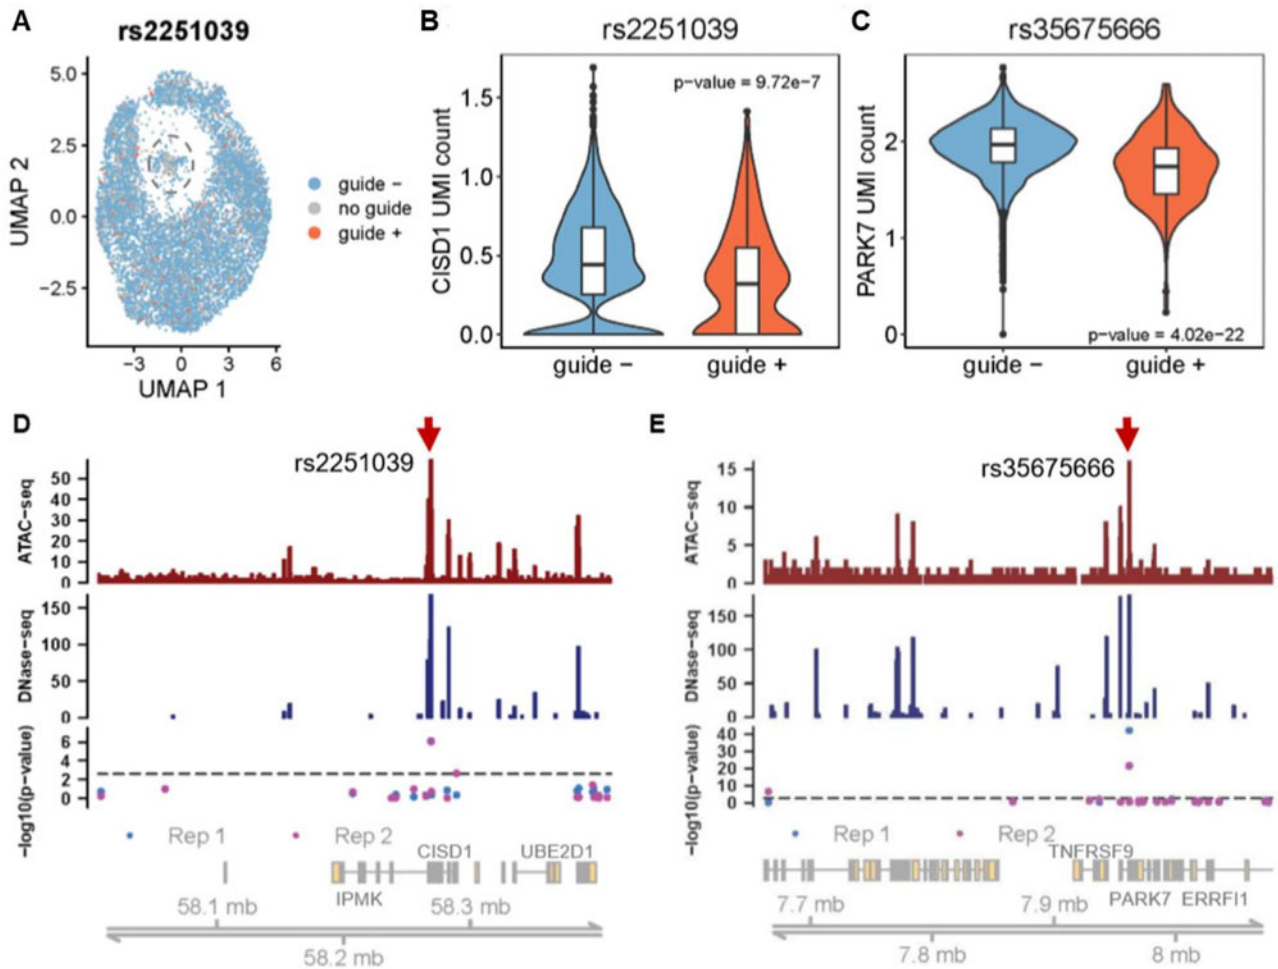 A
rs2251039
UMAP 2
5.0
2.5
0.0
−2.5
−3 0 3 6
UMAP 1
guide −
no guide
guide +
B
rs2251039
CISD1 UMI count
1.5
1.0
0.5
0.0
p−value = 9.72e−7
guide − guide +
C
rs35675666
PARK7 UMI count
2
1
0
p−value = 4.02e−22
guide − guide +
D
rs2251039
ATAC−seq
50
40
30
20
10
0
DNase−seq
150
100
50
0
−log10(p−value)
6
4
2
0
Rep 1 Rep 2
CISD1 UBE2D1
IPMK
58.1 mb 58.3 mb
58.2 mb
E
rs35675666
ATAC−seq
15
10
5
0
DNase−seq
150
100
50
0
−log10(p−value)
40
30
20
10
0
Rep 1 Rep 2
TNFRSF9
PARK7 ERRFI1
7.7 mb 7.9 mb
7.8 mb 8 mb